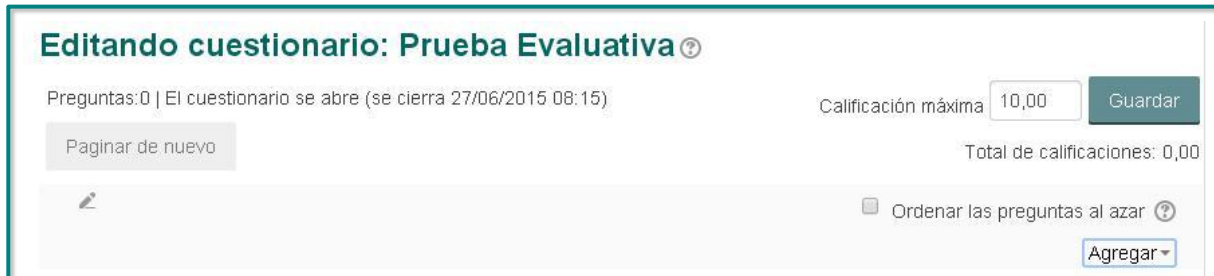 Editando cuestionario: Prueba Evaluativa
Preguntas:0 | El cuestionario se abre (se cierra 27/06/2015 08:15)
Calificación máxima 10,00 Guardar
Paginar de nuevo
Total de calificaciones: 0,00
Ordenar las preguntas al azar
Agregar